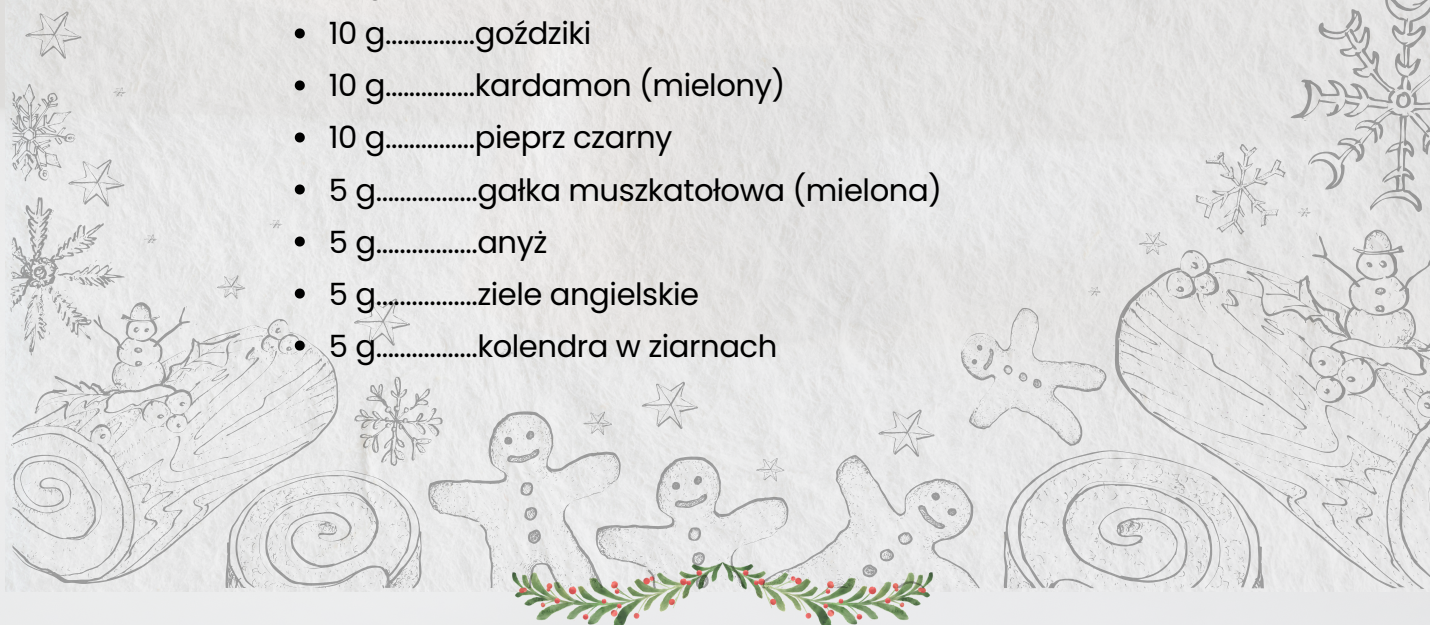 • 10 g...............goździki
• 10 g...............kardamon (mielony)
• 10 g...............pieprz czarny
• 5 g.................gałka muszkatołowa (mielona)
• 5 g.................anyż
• 5 g.................ziele angielskie
• 5 g.................kolendra w ziarnach